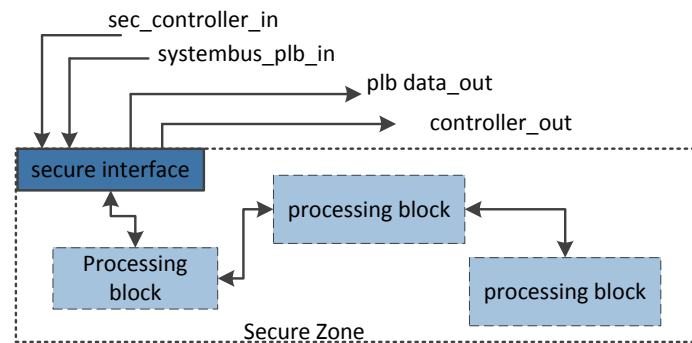 sec_controller_in
systembus_plb_in
plb data_out
controller_out
secure interface
processing block
Processing
block
processing block
Secure Zone